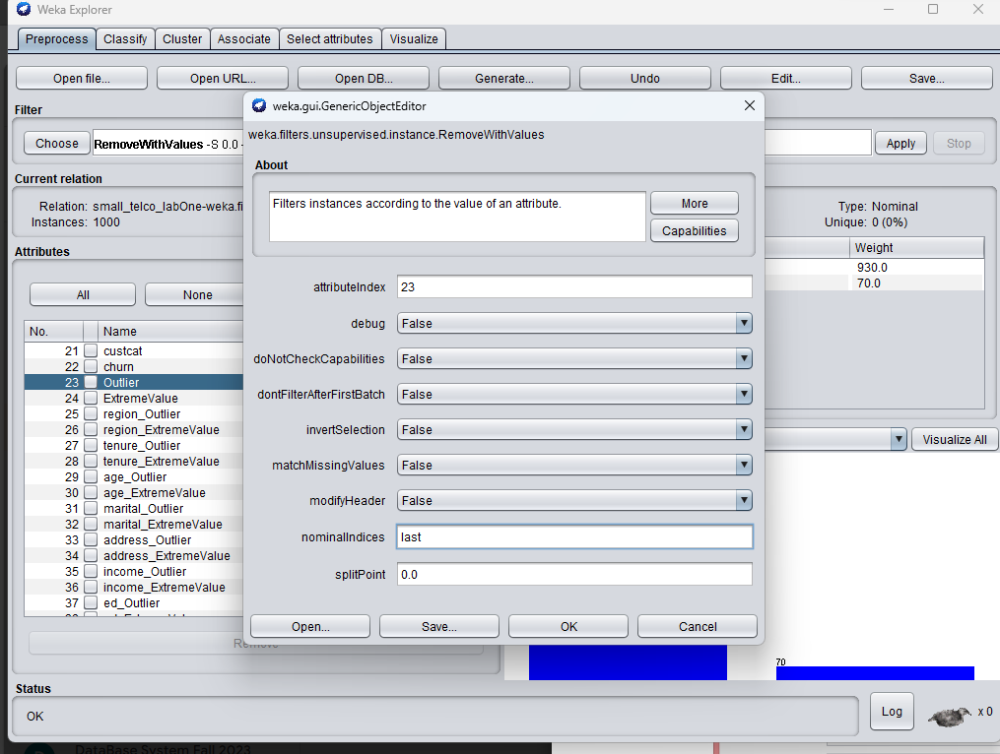 Weka Explorer
Preprocess Classify Cluster Associate Select attributes Visualize
Open file... Open URL... Open DB... Generate... Undo Edit... Save...
weka.gui.GenericObjectEditor
Filter
weka.filters.unsupervised.instance.RemoveWithValues
Choose RemoveWithValues -S 0.0 - Apply Stop
About
Current relation
Filters instances according to the value of an attribute.
More
Capabilities
Relation: small_telco_labOne-weka.fi
Instances: 1000
Type: Nominal
Unique: 0 (0%)
Attributes
Weight
930.0
70.0
All None
attributeIndex 23
debug False
doNotCheckCapabilities False
dontFilterAfterFirstBatch False
invertSelection False
matchMissingValues False
modifyHeader False
nominalIndices last
splitPoint 0.0
Open... Save... OK Cancel
No. Name
21 custcat
22 churn
23 Outlier
24 ExtremeValue
25 region_Outlier
26 region_ExtremeValue
27 tenure_Outlier
28 tenure_ExtremeValue
29 age_Outlier
30 age_ExtremeValue
31 marital_Outlier
32 marital_ExtremeValue
33 address_Outlier
34 address_ExtremeValue
35 income_Outlier
36 income_ExtremeValue
37 ed_Outlier
Remove
Visualize All
70
Status
OK
Log
x 0
DataBase System Fall 2023